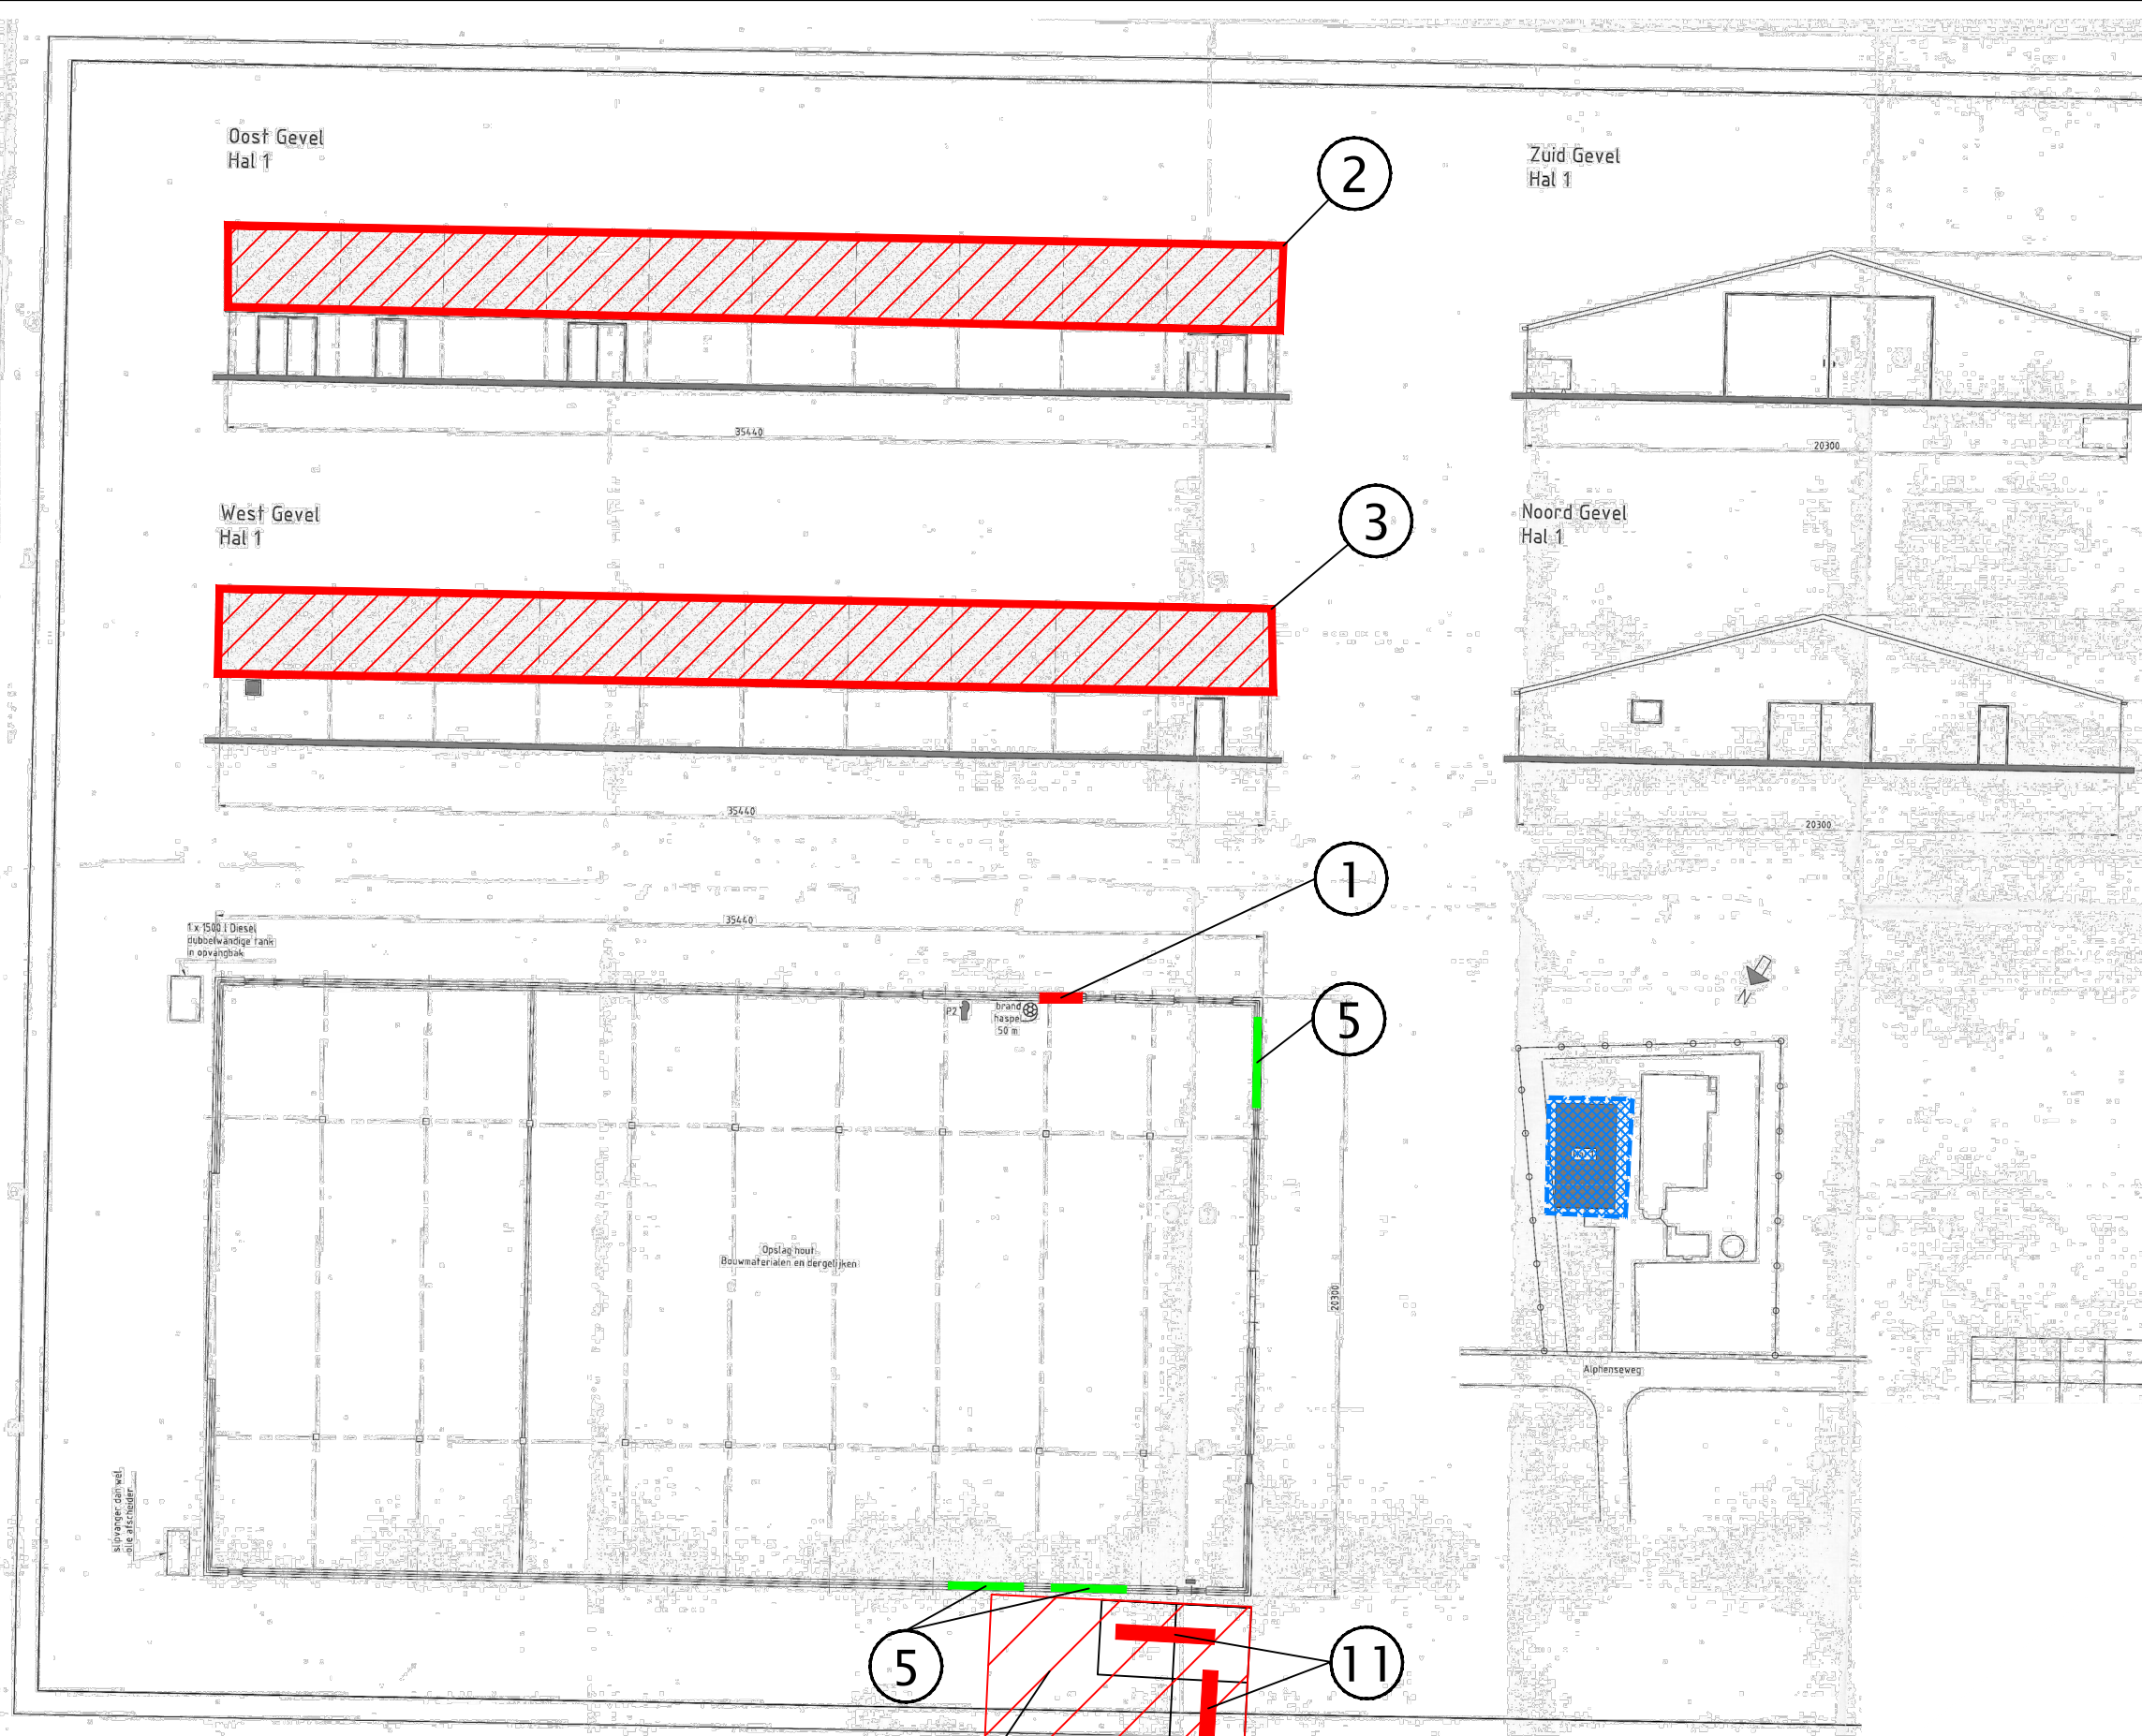 Oost Gevel
Hal 1
2
Zuid Gevel
Hal 1
35440
20300
West Gevel
Hal 1
3
Noord Gevel
Hal 1
35440
20300
1
35440
1 x 1500 l Diesel
dubbelwandige tank
in opvangbak
P2
brand
haspel
50 m
5
N
Opslag hout
Bouwmaterialen en dergelijken
20300
Alphenseweg
slipvanger dan wel
olie afscheider
5
11